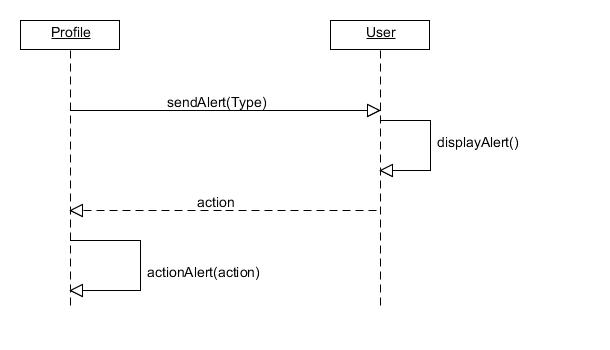 Profile
User
sendAlert(Type)
displayAlert()
action
actionAlert(action)